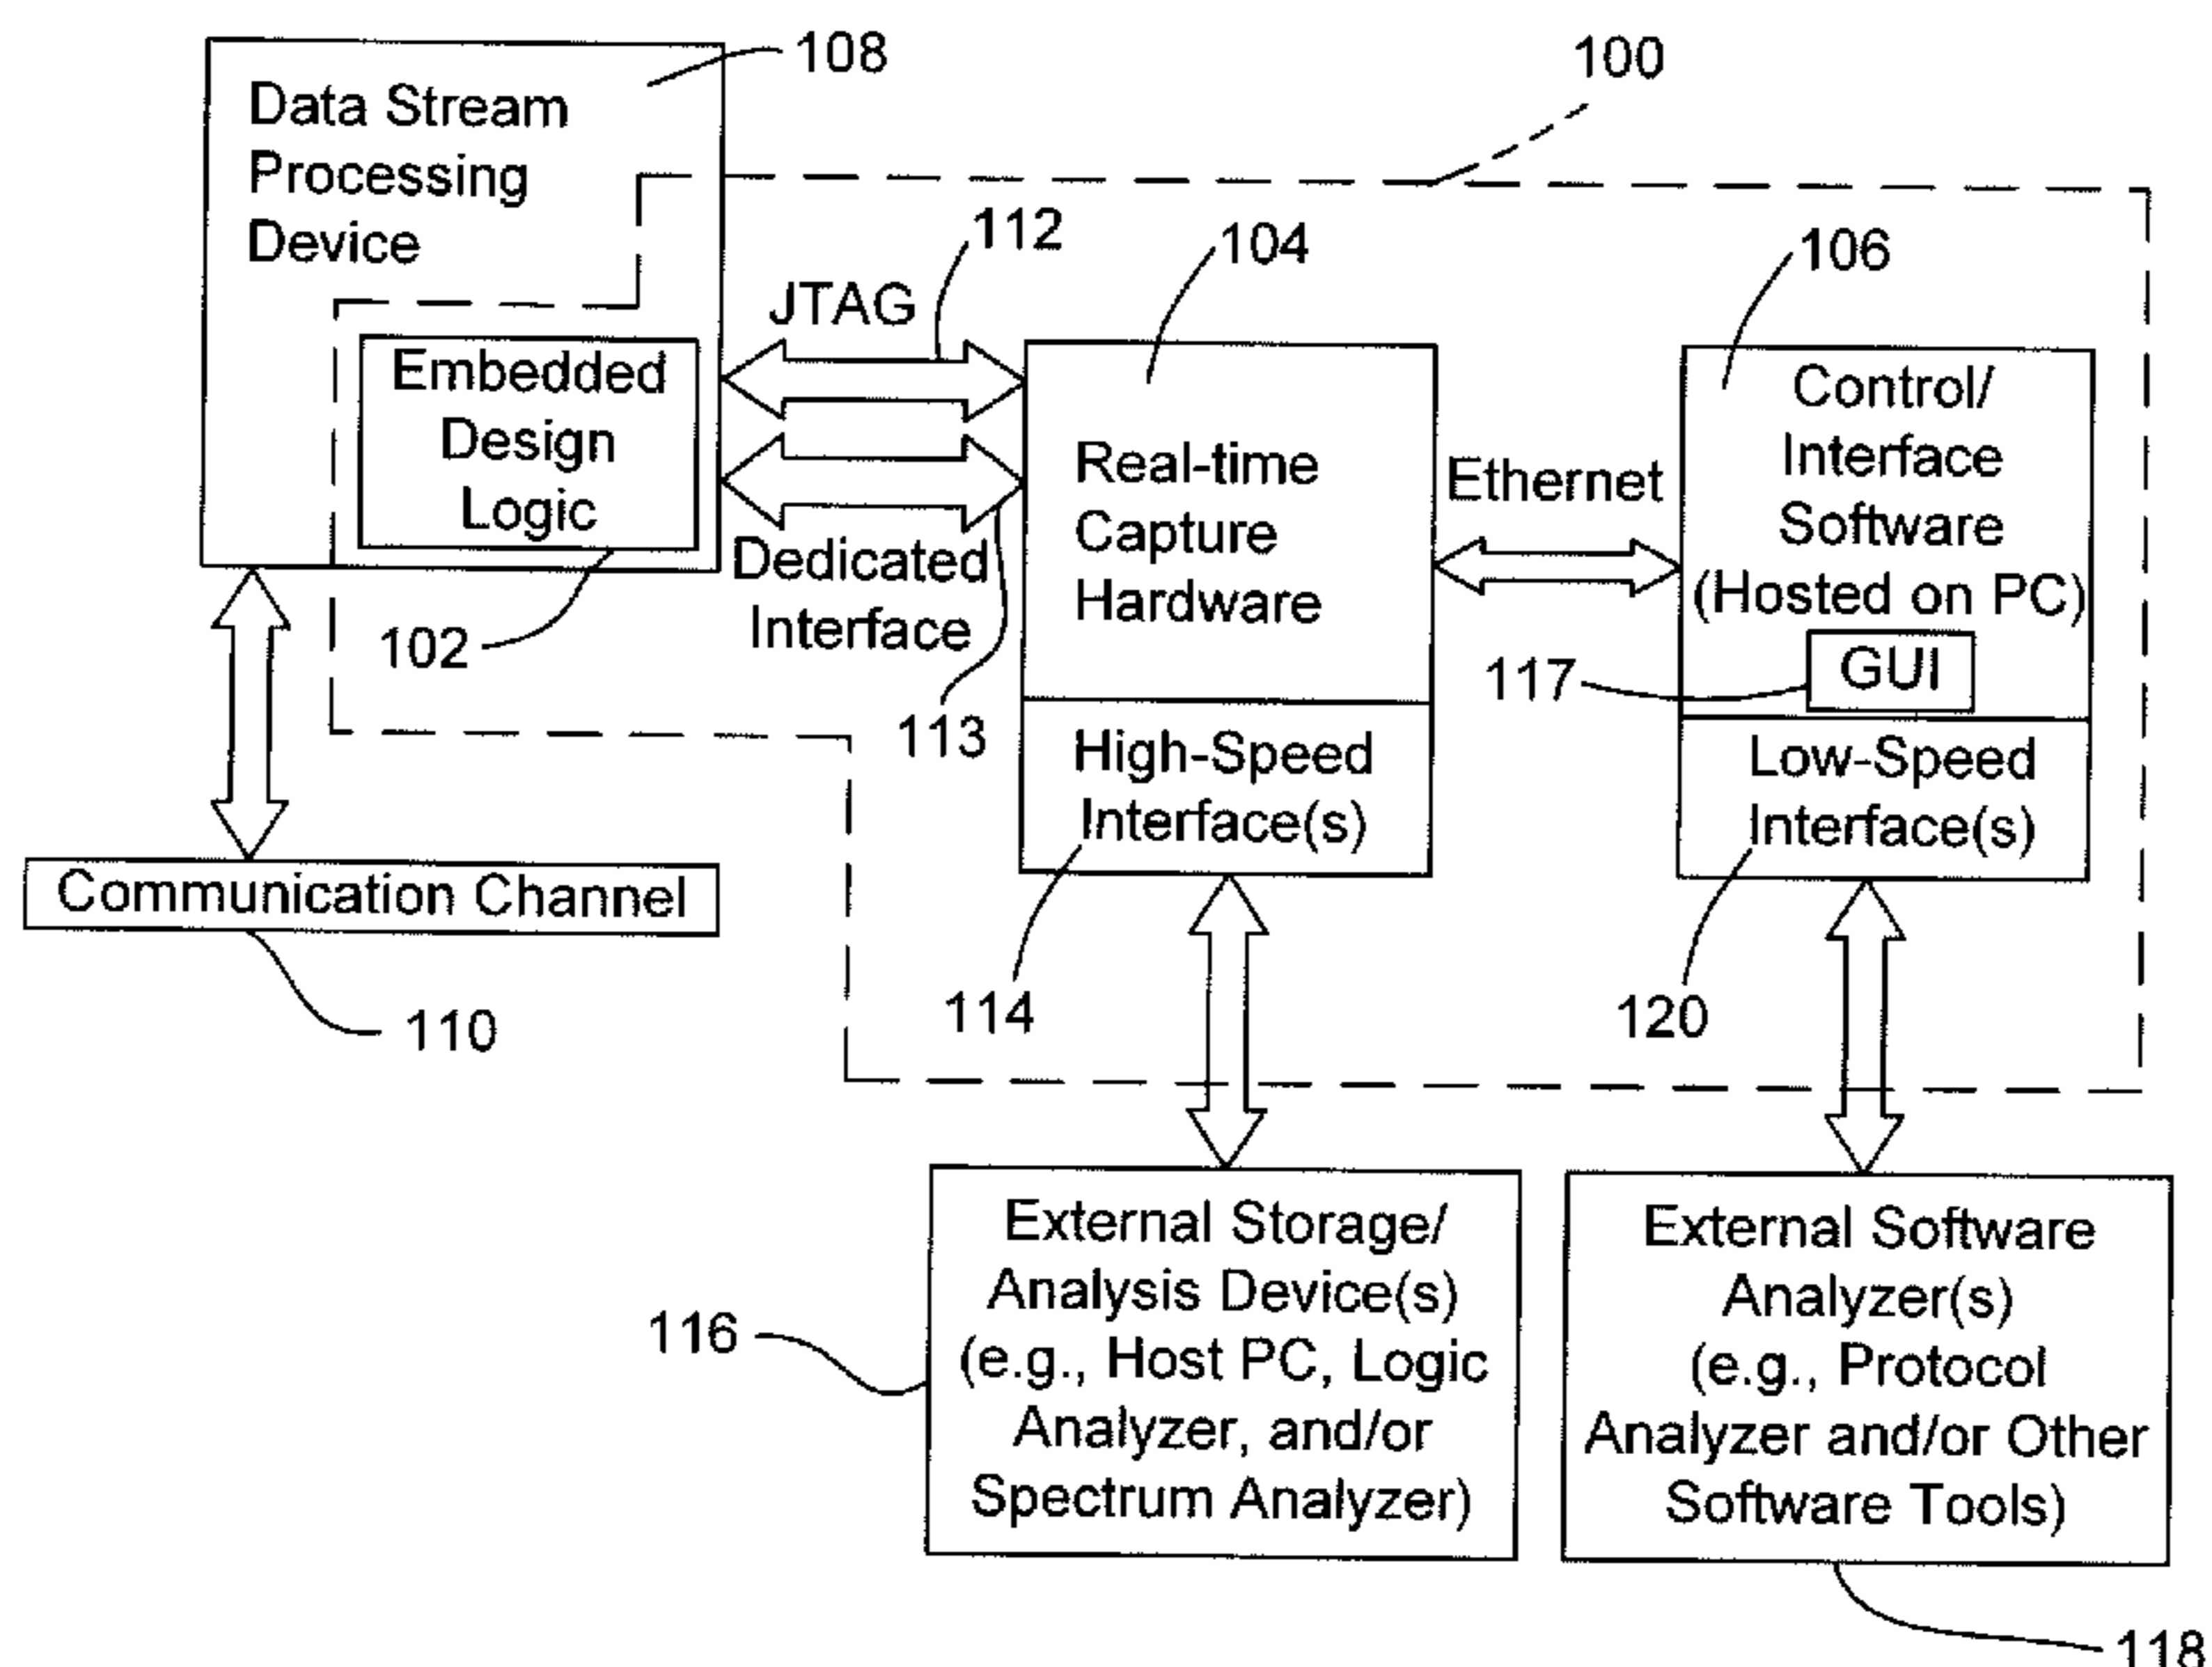 108
Data Stream
Processing
Device
100
112
104
106
JTAG
Embedded
Design
Logic
102
Dedicated
Interface
113
Real-time
Capture
Hardware
Ethernet
Control/
Interface
Software
(Hosted on PC)
117
GUI
High-Speed
Interface(s)
114
Low-Speed
Interface(s)
120
Communication Channel
110
116
External Storage/
Analysis Device(s)
(e.g., Host PC, Logic
Analyzer, and/or
Spectrum Analyzer)
External Software
Analyzer(s)
(e.g., Protocol
Analyzer and/or Other
Software Tools)
118